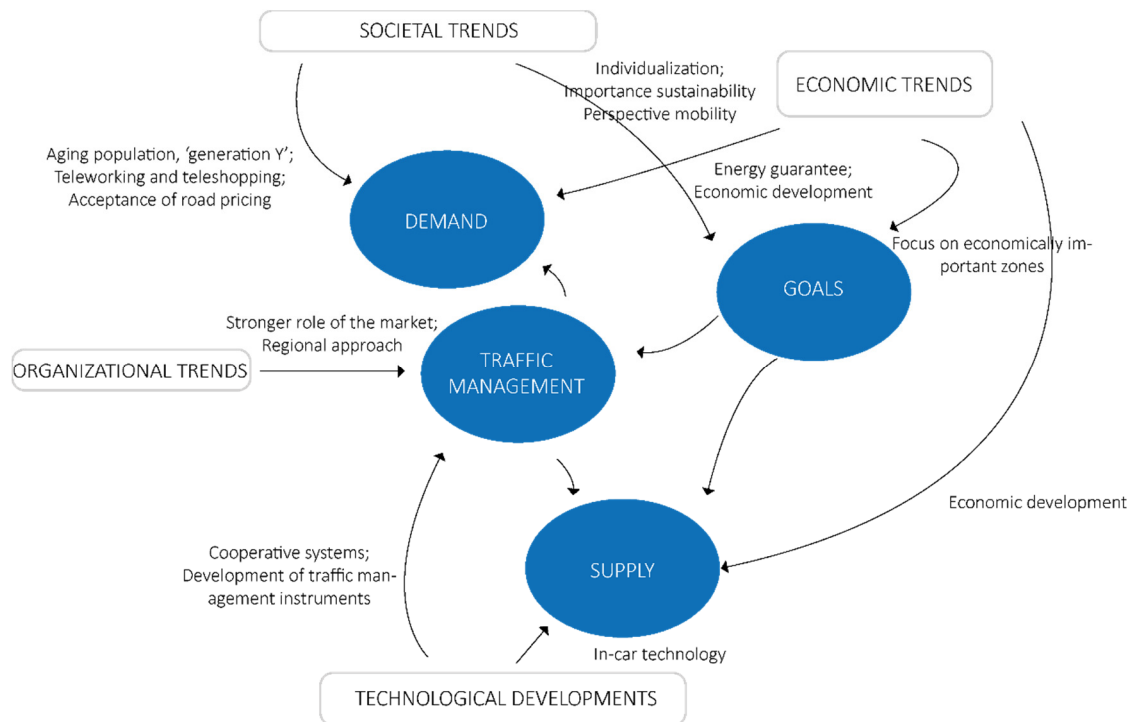 SOCIETAL TRENDS
Individualization;
Importance sustainability
Perspective mobility
ECONOMIC TRENDS
Aging population, ‘generation Y’;
Teleworking and teleshopping;
Acceptance of road pricing
Energy guarantee;
Economic development
DEMAND
Focus on economically im-
portant zones
GOALS
Stronger role of the market;
Regional approach
TRAFFIC
MANAGEMENT
ORGANIZATIONAL TRENDS
Economic development
Cooperative systems;
Development of traffic man-
agement instruments
SUPPLY
In-car technology
TECHNOLOGICAL DEVELOPMENTS